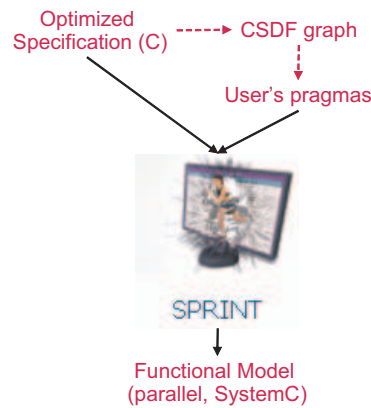 Optimized
Specification (C)
CSDF graph
User's pragmas
SPRINT
Functional Model
(parallel, SystemC)